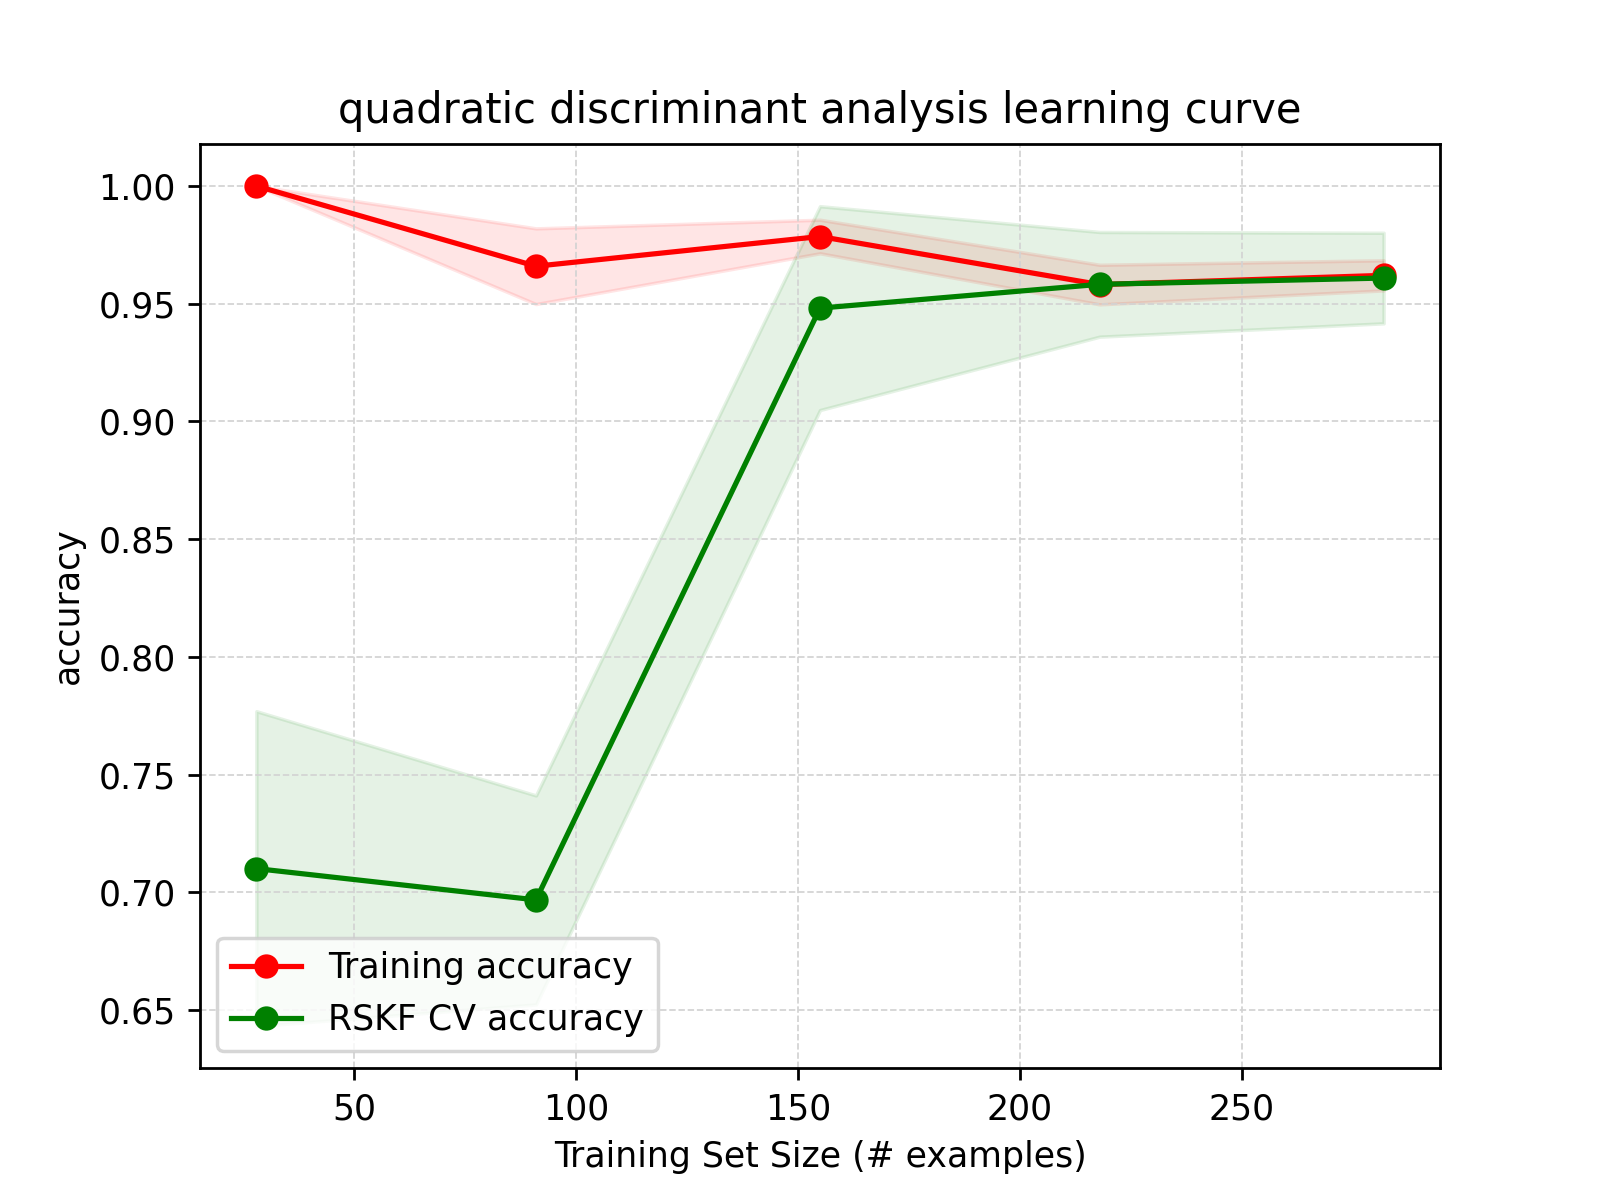 quadratic discriminant analysis learning curve
1.00
0.95
0.90
0.85
0.80
0.75
0.70
0.65
accuracy
Training accuracy
RSKF CV accuracy
50 100 150 200 250
Training Set Size (# examples)